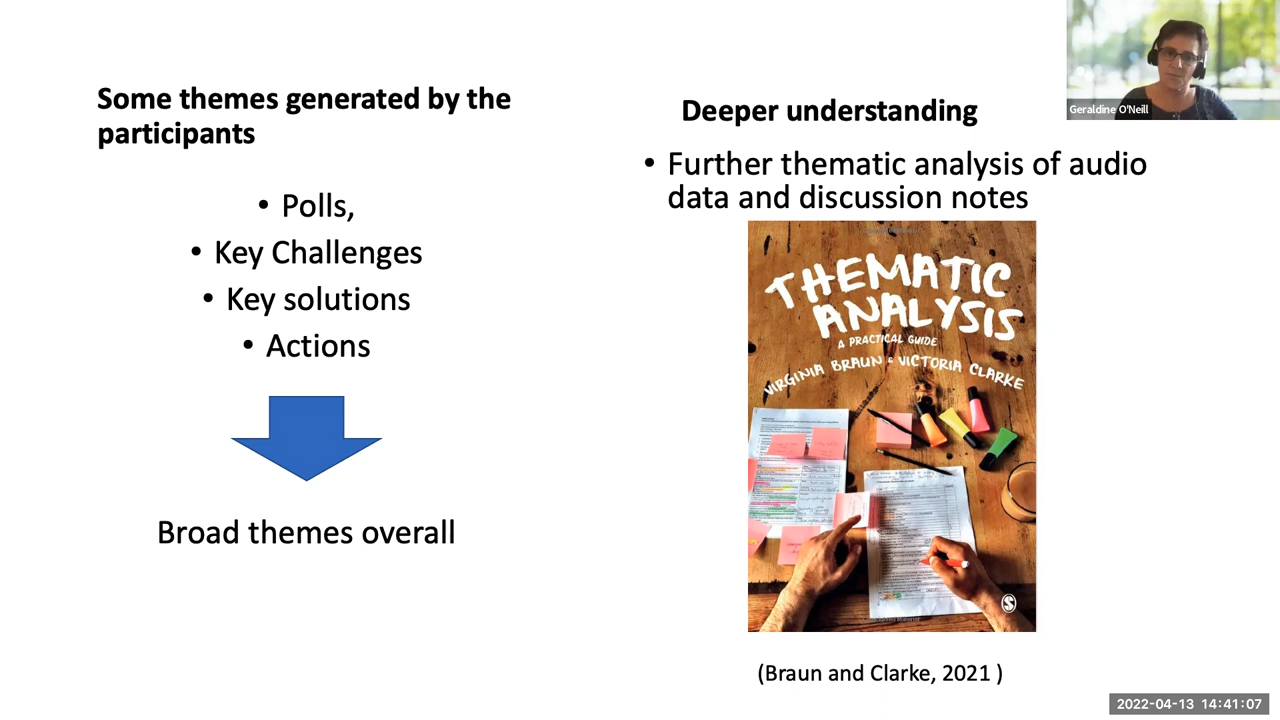 Some themes generated by the
participants
• Polls,
• Key Challenges
• Key solutions
• Actions
Broad themes overall
Deeper understanding
• Further thematic analysis of audio
data and discussion notes
THEMATIC
ANALYSIS
A PRACTICAL GUIDE
VIRGINIA BRAUN & VICTORIA CLARKE
(Braun and Clarke, 2021 )
Geraldine O'Neill
2022-04-13 14:41:07